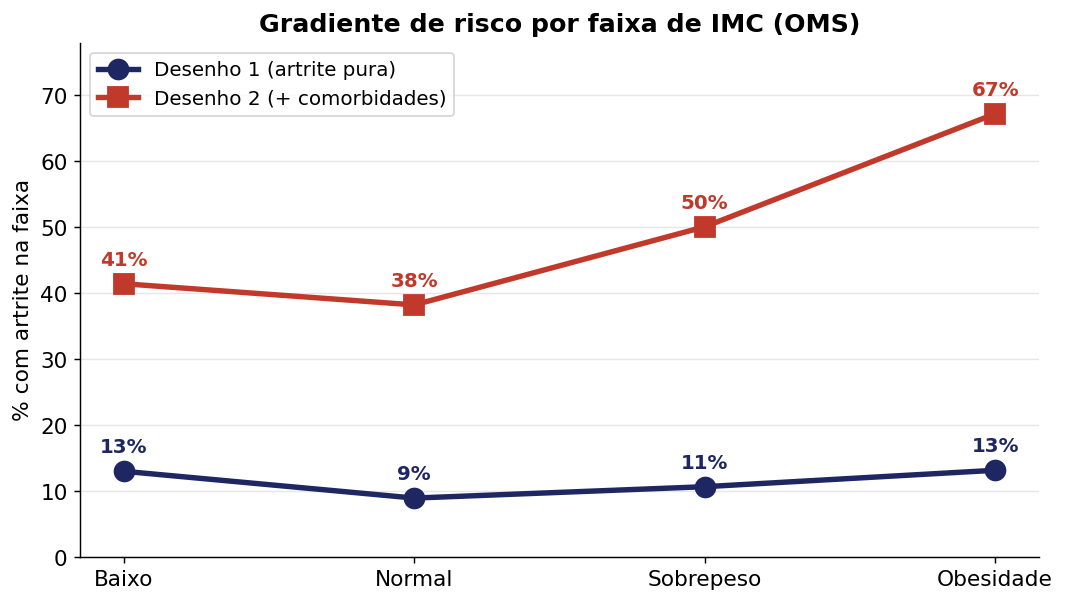 Gradiente de risco por faixa de IMC (OMS)
Desenho 1 (artrite pura)
Desenho 2 (+ comorbidades)
% com artrite na faixa
70
60
50
40
30
20
10
0
41%
38%
50%
67%
13%
9%
11%
13%
Baixo
Normal
Sobrepeso
Obesidade